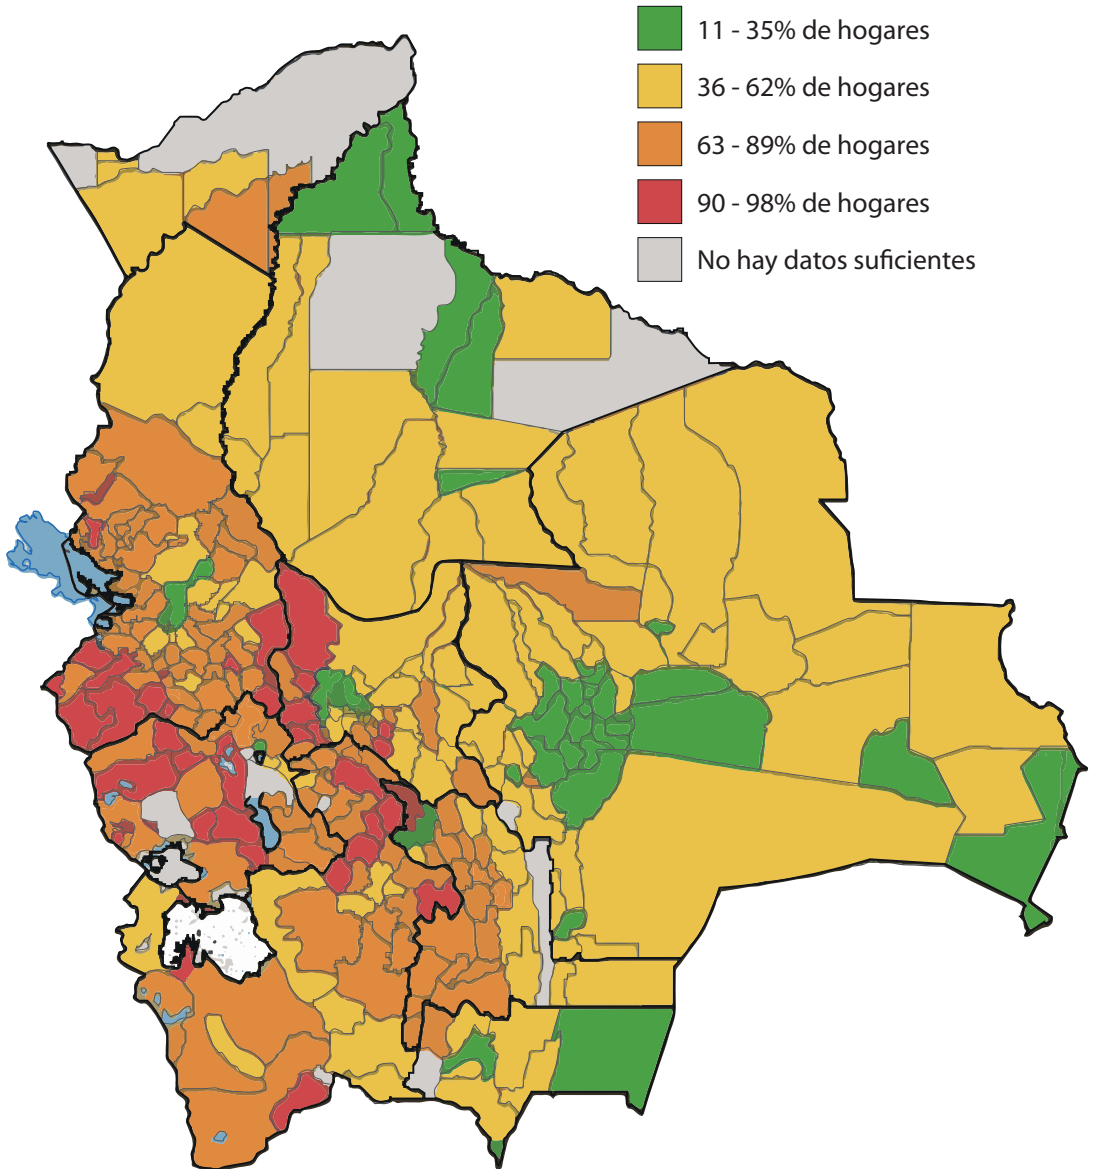 11 - 35% de hogares
36 - 62% de hogares
63 - 89% de hogares
90 - 98% de hogares
No hay datos suficientes